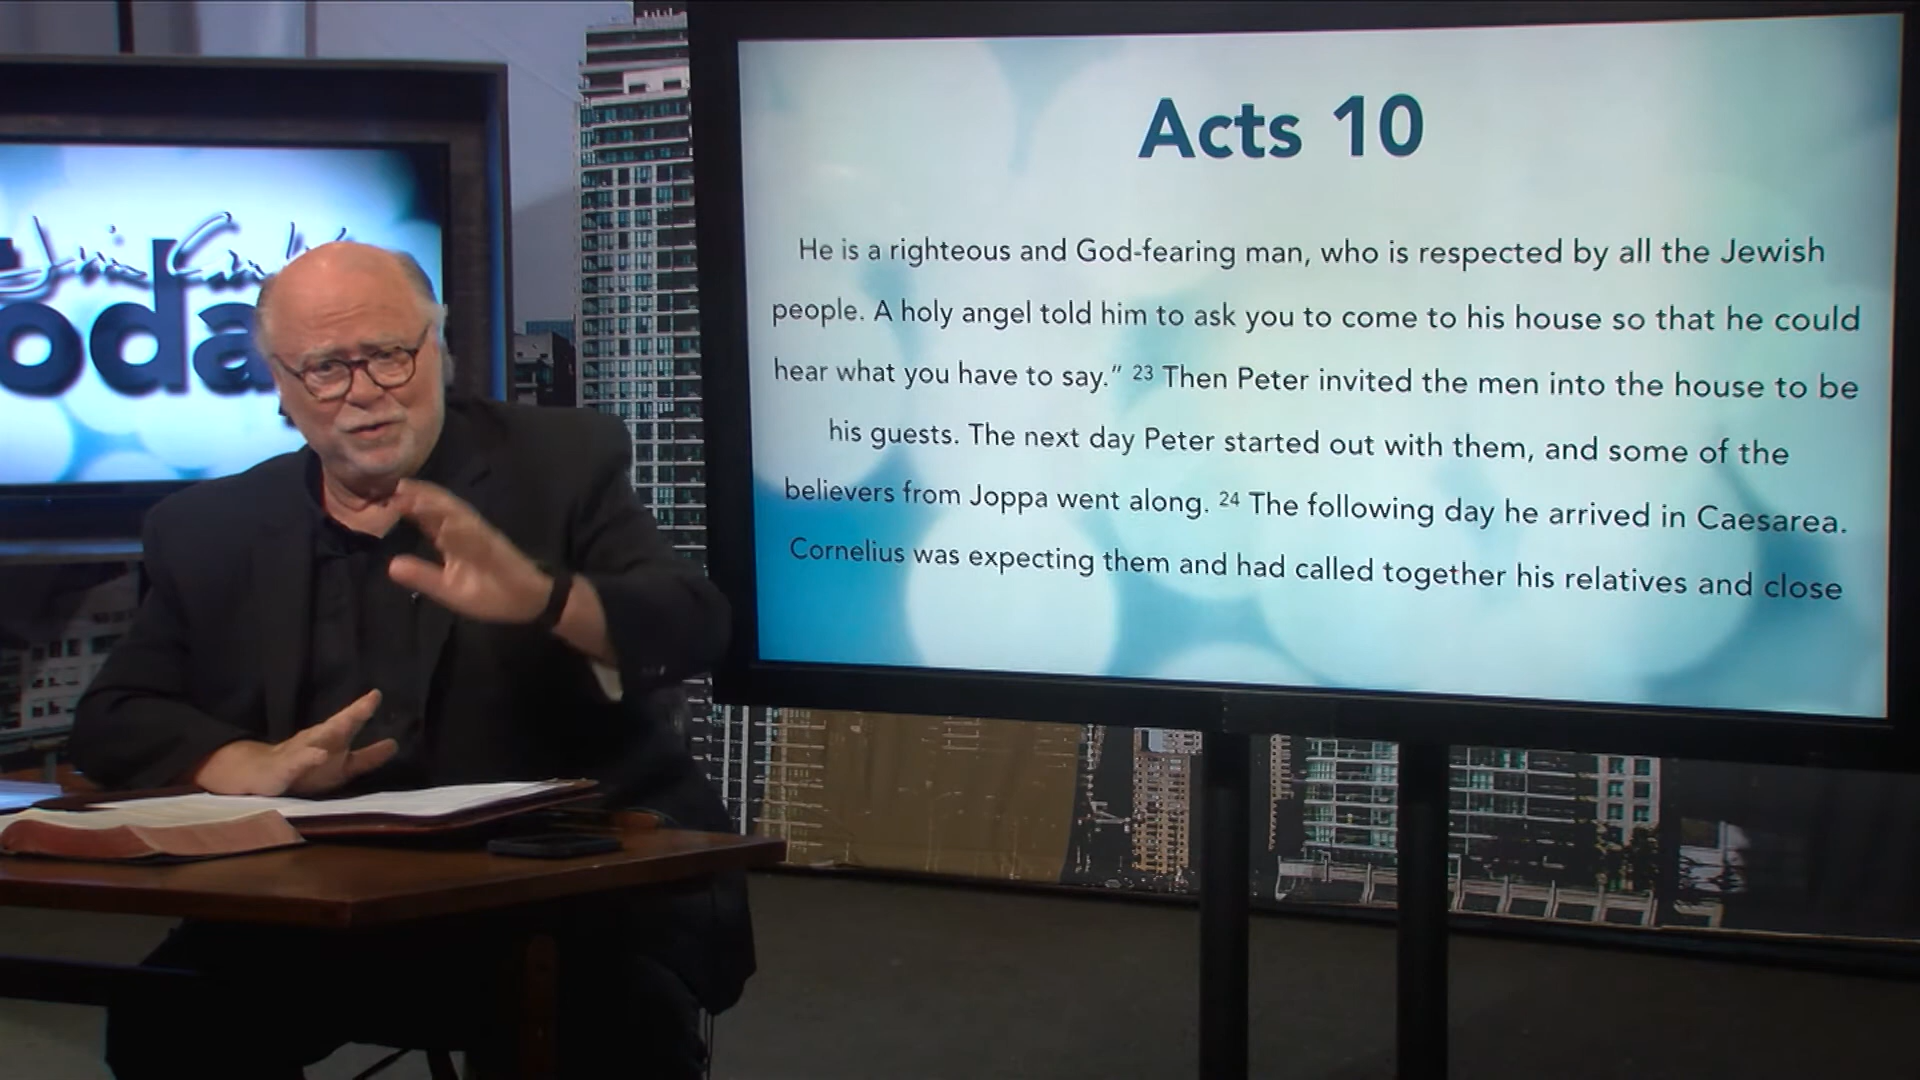 Jim
oda
Acts 10
He is a righteous and God-fearing man, who is respected by all the Jewish
people. A holy angel told him to ask you to come to his house so that he could
hear what you have to say.” 23 Then Peter invited the men into the house to be
his guests. The next day Peter started out with them, and some of the
believers from Joppa went along. 24 The following day he arrived in Caesarea.
Cornelius was expecting them and had called together his relatives and close